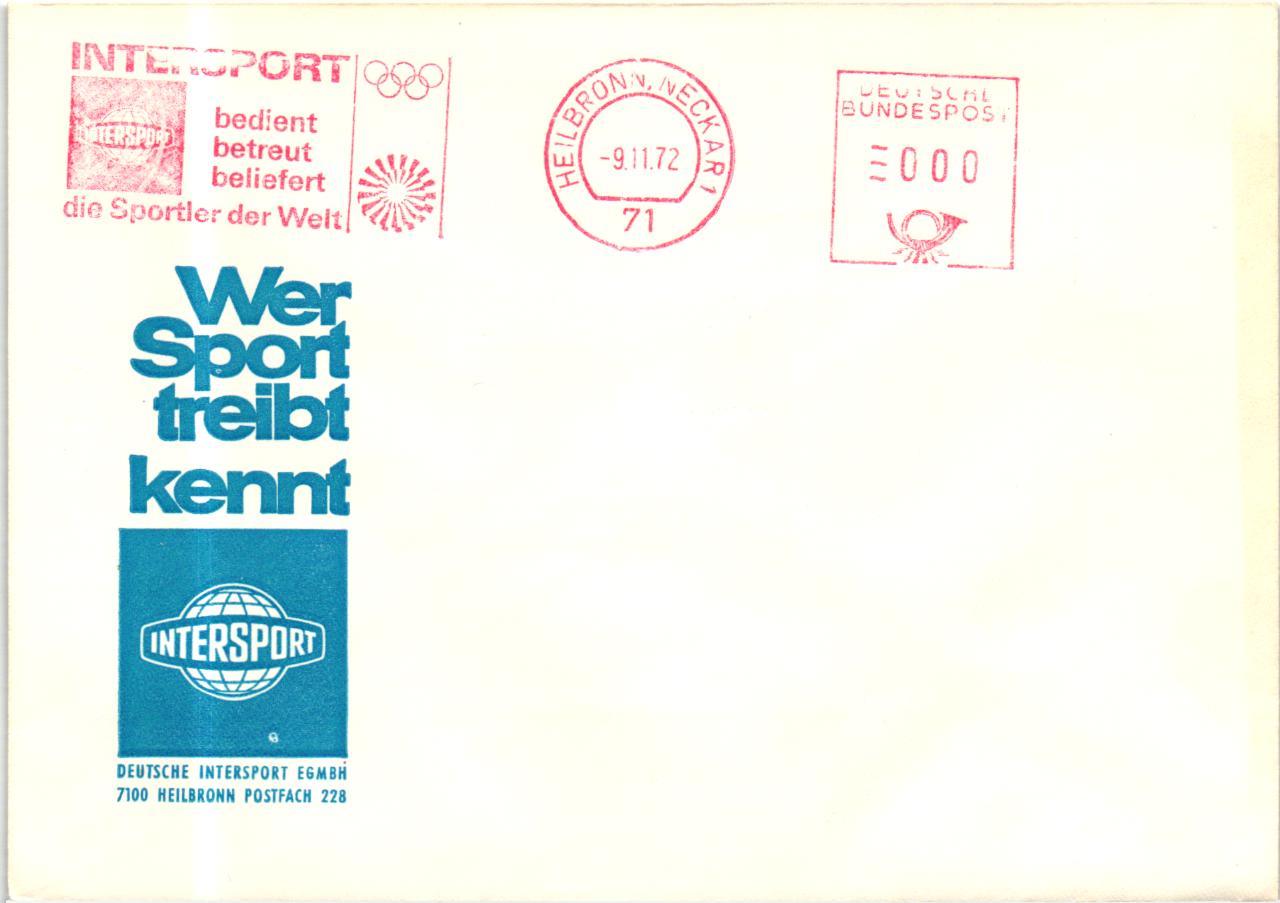 INTERSPORT
INTERSPORT
bedient
betreut
beliefert
die Sportler der Welt
HEILBRONN, NECKAR 1
-9.11.72
71
DEUTSCHE
BUNDESPOST
000
Wer
Sport
treibt
kennt
INTERSPORT
DEUTSCHE INTERSPORT EGMBH
7100 HEILBRONN POSTFACH 228